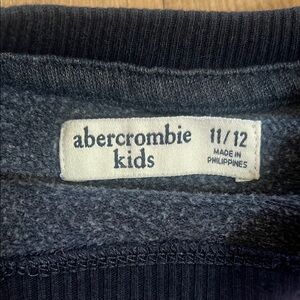 abercrombie
kids
11/12
MADE IN
PHILIPPINES